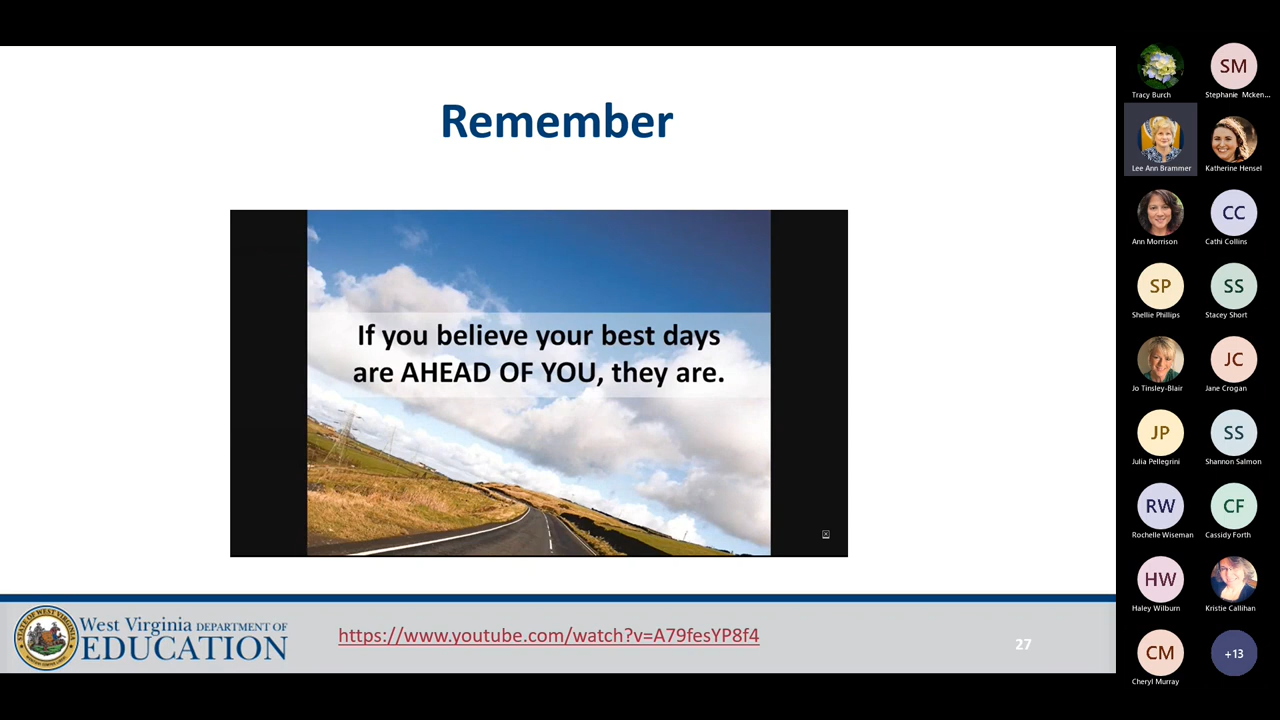 Remember
If you believe your best days
are AHEAD OF YOU, they are.
West Virginia DEPARTMENT OF
EDUCATION
https://www.youtube.com/watch?v=A79fesYP8f4
27
Tracy Burch
SM
Stephanie Mcken...
Lee Ann Brammer
Katherine Hensel
Ann Morrison
CC
Cathi Collins
SP
Shellie Phillips
SS
Stacey Short
Jo Tinsley-Blair
JC
Jane Crogan
JP
Julia Pellegrini
SS
Shannon Salmon
RW
Rochelle Wiseman
CF
Cassidy Forth
HW
Haley Wilburn
Kristie Callihan
CM
Cheryl Murray
+13